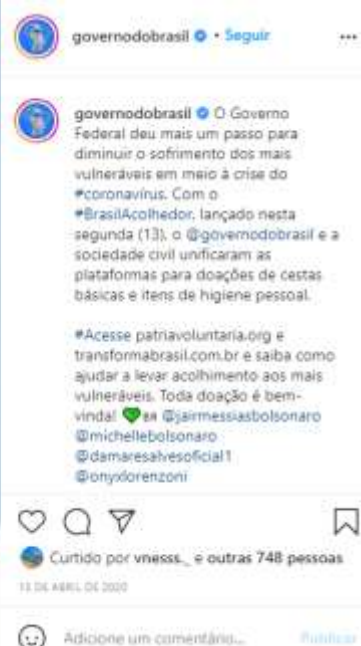 governodobrasil • Seguir
governodobrasil O Governo
Federal deu mais um passo para
diminuir o sofrimento dos mais
vulneráveis em meio à crise do
#coronavírus. Com o
#BrasilAcolhedor, lançado nesta
segunda (13), o @governodobrasil e a
sociedade civil unificaram as
plataformas para doações de cestas
básicas e itens de higiene pessoal.
#Acesse patriavoluntaria.org e
transformabrasil.com.br e saiba como
ajudar a levar acolhimento aos mais
vulneráveis. Toda doação é bem-
vinda! 💚 BR @jairmessiasbolsonaro
@michellebolsonaro
@damaresalvesoficial1
@onyxlorenzoni
Curtido por vnesss._ e outras 748 pessoas
13 DE ABRIL DE 2020
Adicione um comentário... Publicar